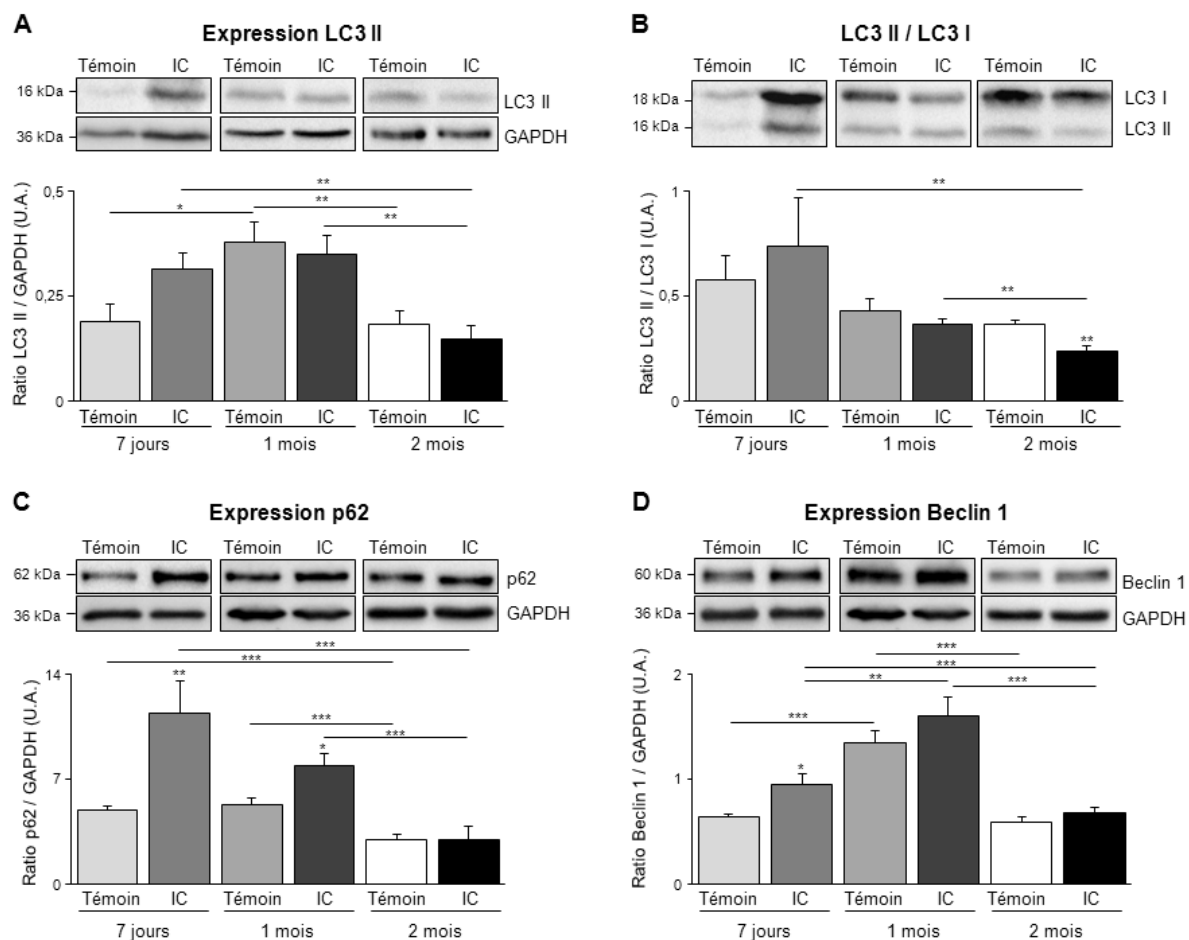 A
Expression LC3 II
Témoin IC Témoin IC Témoin IC
16 kDa
LC3 II
36 kDa
GAPDH
Ratio LC3 II / GAPDH (U.A.)
0,5
0,25
0
**
* **
**
Témoin IC Témoin IC Témoin IC
7 jours 1 mois 2 mois
B
LC3 II / LC3 I
Témoin IC Témoin IC Témoin IC
18 kDa
LC3 I
16 kDa
LC3 II
Ratio LC3 II / LC3 I (U.A.)
1
0,5
0
**
**
**
Témoin IC Témoin IC Témoin IC
7 jours 1 mois 2 mois
C
Expression p62
Témoin IC Témoin IC Témoin IC
62 kDa
p62
36 kDa
GAPDH
Ratio p62 / GAPDH (U.A.)
14
7
0
***
***
**
***
* ***
Témoin IC Témoin IC Témoin IC
7 jours 1 mois 2 mois
D
Expression Beclin 1
Témoin IC Témoin IC Témoin IC
60 kDa
Beclin 1
36 kDa
GAPDH
Ratio Beclin 1 / GAPDH (U.A.)
2
1
0
***
***
** ***
***
*
Témoin IC Témoin IC Témoin IC
7 jours 1 mois 2 mois